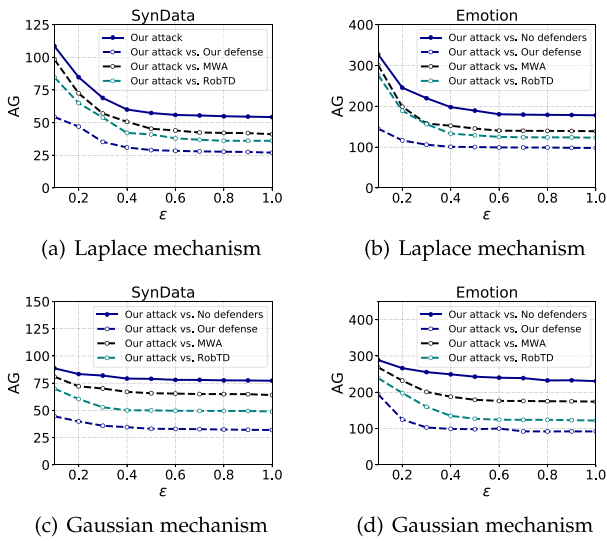 SynData
125
100
75
50
25
0
AG
Our attack
Our attack vs. Our defense
Our attack vs. MWA
Our attack vs. RobTD
0.2 0.4 0.6 0.8 1.0
ε
(a) Laplace mechanism
Emotion
400
300
200
100
0
AG
Our attack vs. No defenders
Our attack vs. Our defense
Our attack vs. MWA
Our attack vs. RobTD
0.2 0.4 0.6 0.8 1.0
ε
(b) Laplace mechanism
SynData
150
125
100
75
50
25
0
AG
Our attack vs. No defenders
Our attack vs. Our defense
Our attack vs. MWA
Our attack vs. RobTD
0.2 0.4 0.6 0.8 1.0
ε
(c) Gaussian mechanism
Emotion
400
300
200
100
0
AG
Our attack vs. No defenders
Our attack vs. Our defense
Our attack vs. MWA
Our attack vs. RobTD
0.2 0.4 0.6 0.8 1.0
ε
(d) Gaussian mechanism